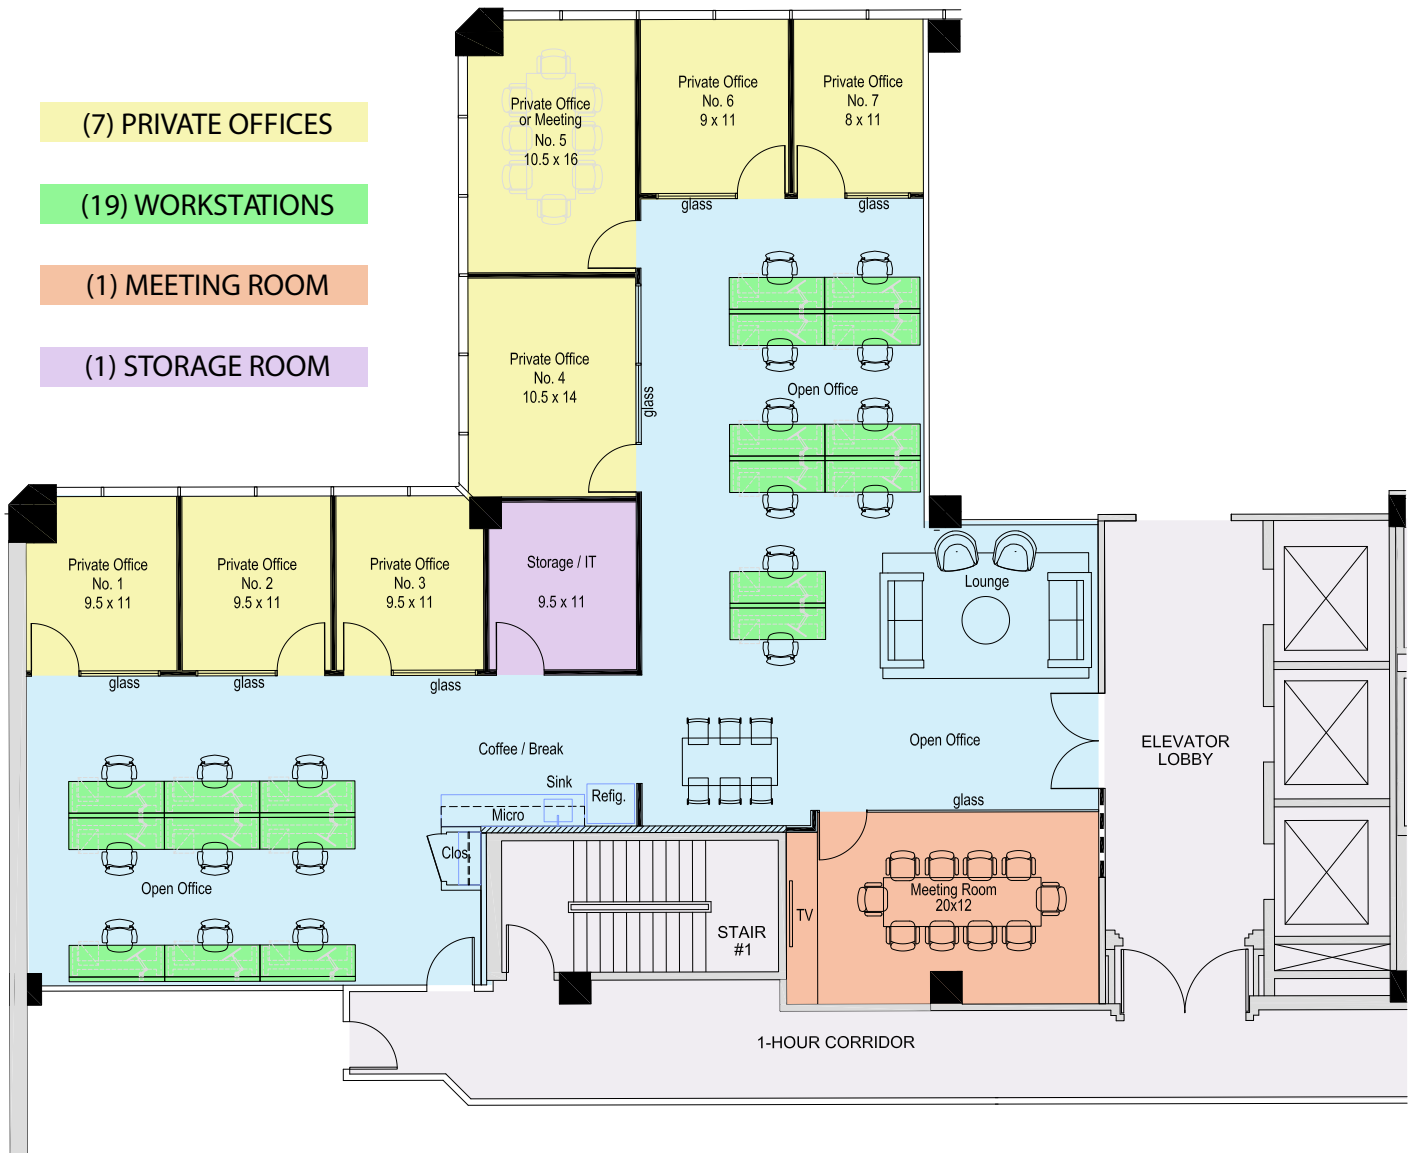 (7) PRIVATE OFFICES
(19) WORKSTATIONS
(1) MEETING ROOM
(1) STORAGE ROOM
Private Office
or Meeting
No. 5
10.5 x 16
Private Office
No. 6
9 x 11
Private Office
No. 7
8 x 11
glass
glass
Private Office
No. 4
10.5 x 14
glass
Open Office
Private Office
No. 1
9.5 x 11
Private Office
No. 2
9.5 x 11
Private Office
No. 3
9.5 x 11
Storage / IT
9.5 x 11
Lounge
glass
glass
glass
Coffee / Break
Sink
Refig.
Micro
Clos.
Open Office
ELEVATOR
LOBBY
glass
Open Office
Meeting Room
20x12
TV
STAIR
#1
1-HOUR CORRIDOR